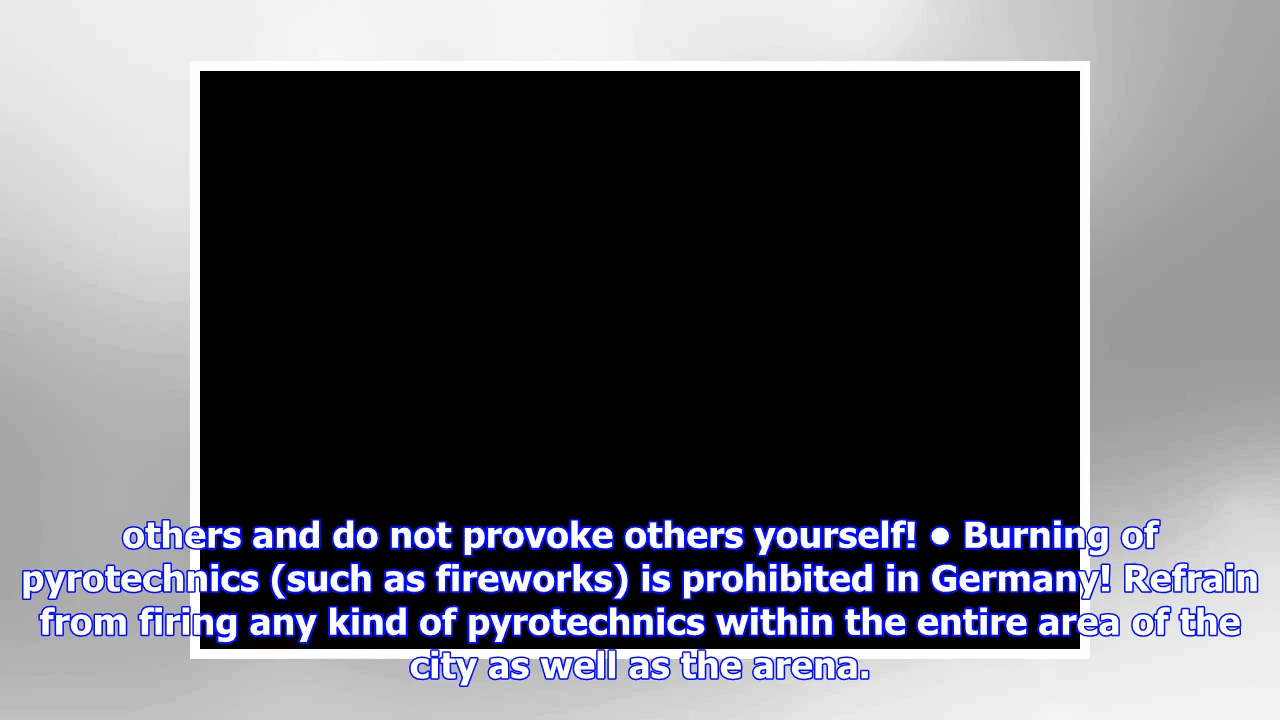 others and do not provoke others yourself! • Burning of
pyrotechnics (such as fireworks) is prohibited in Germany! Refrain
from firing any kind of pyrotechnics within the entire area of the
city as well as the arena.